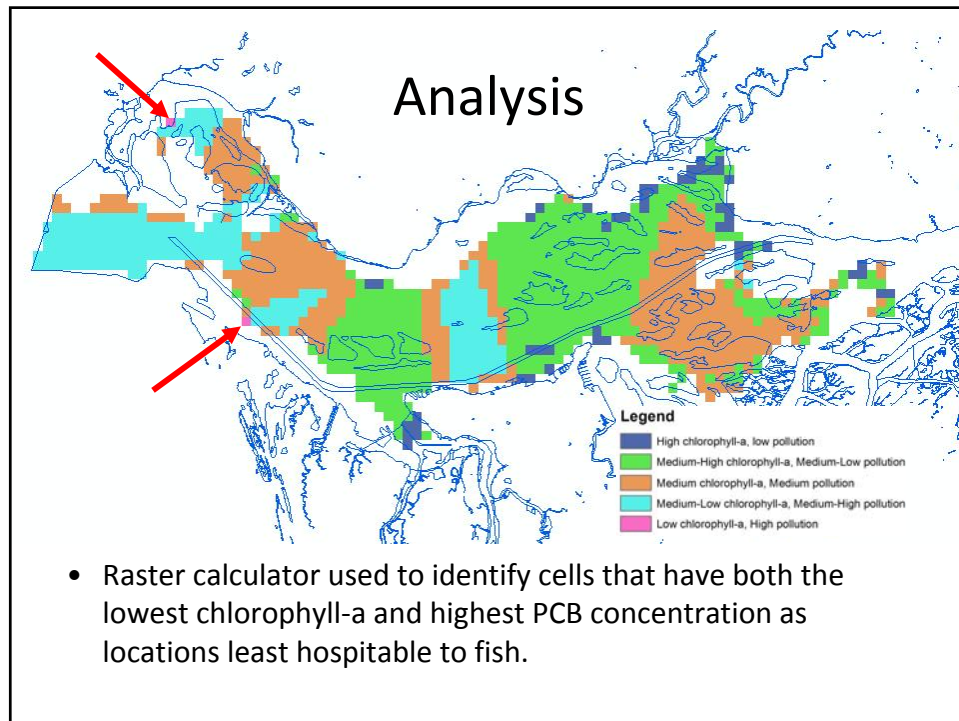 Analysis
Legend
High chlorophyll-a, low pollution
Medium-High chlorophyll-a, Medium-Low pollution
Medium chlorophyll-a, Medium pollution
Medium-Low chlorophyll-a, Medium-High pollution
Low chlorophyll-a, High pollution
• Raster calculator used to identify cells that have both the
lowest chlorophyll-a and highest PCB concentration as
locations least hospitable to fish.